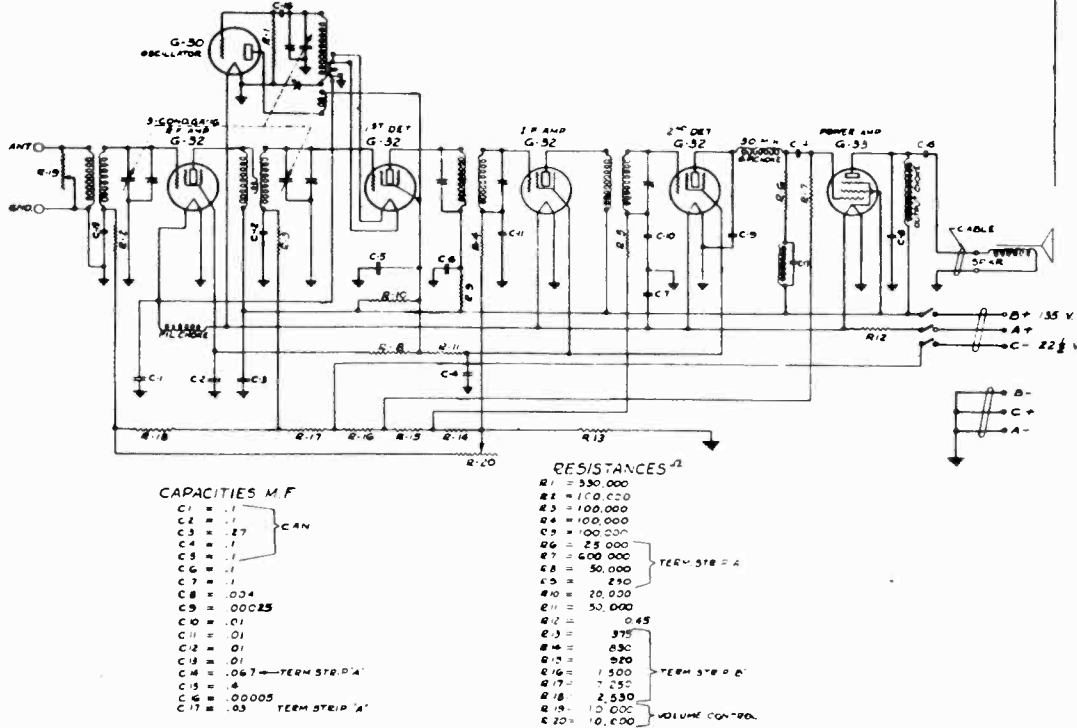 C-16
G-30
OSCILLATOR
R-1
3-COND. GANG
R.F. AMP
G-32
1ST DET
G-32
I.F. AMP
G-32
2ND DET
G-32
30 M.H.
R.F. CHOKE
POWER AMP
G-33
ANT
GND.
R-19
R-2
C-12
R-3
C-5
C-6
R-9
R-4
C-11
R-5
C-10
C-7
C-9
R-6
R-7
C-8
OUTPUT CHOKE
CABLE
SPKR
R-10
FIL CHOKE
R-8
R-11
R12
B+ 135 V.
A+
C- 22½ V
C-1
C-2
C-3
C-4
B-
C+
A-
R-18
R-17
R-16
R-15
R-14
R13
R-20
CAPACITIES M.F
C1 = .1
C2 = .1
C3 = .27
C4 = .1
C5 = .1
CAN
C6 = .1
C7 = .1
C8 = .004
C9 = .00025
C10 = .01
C11 = .01
C12 = .01
C13 = .01
C14 = .067 TERM STRIP "A"
C15 = .4
C16 = .00005
C17 = .03 TERM STRIP "A"
RESISTANCES Ω
R1 = 330,000
R2 = 100,000
R3 = 100,000
R4 = 100,000
R5 = 100,000
R6 = 25,000
R7 = 600,000
R8 = 50,000
R9 = 250
TERM STRIP A
R10 = 20,000
R11 = 50,000
R12 = 0.45
R13 = 375
R14 = 830
R15 = 920
R16 = 1,500
R17 =
R18 = 2,530
TERM STRIP B
R19 = 10,000
R20 = 10,000
VOLUME CONTROL